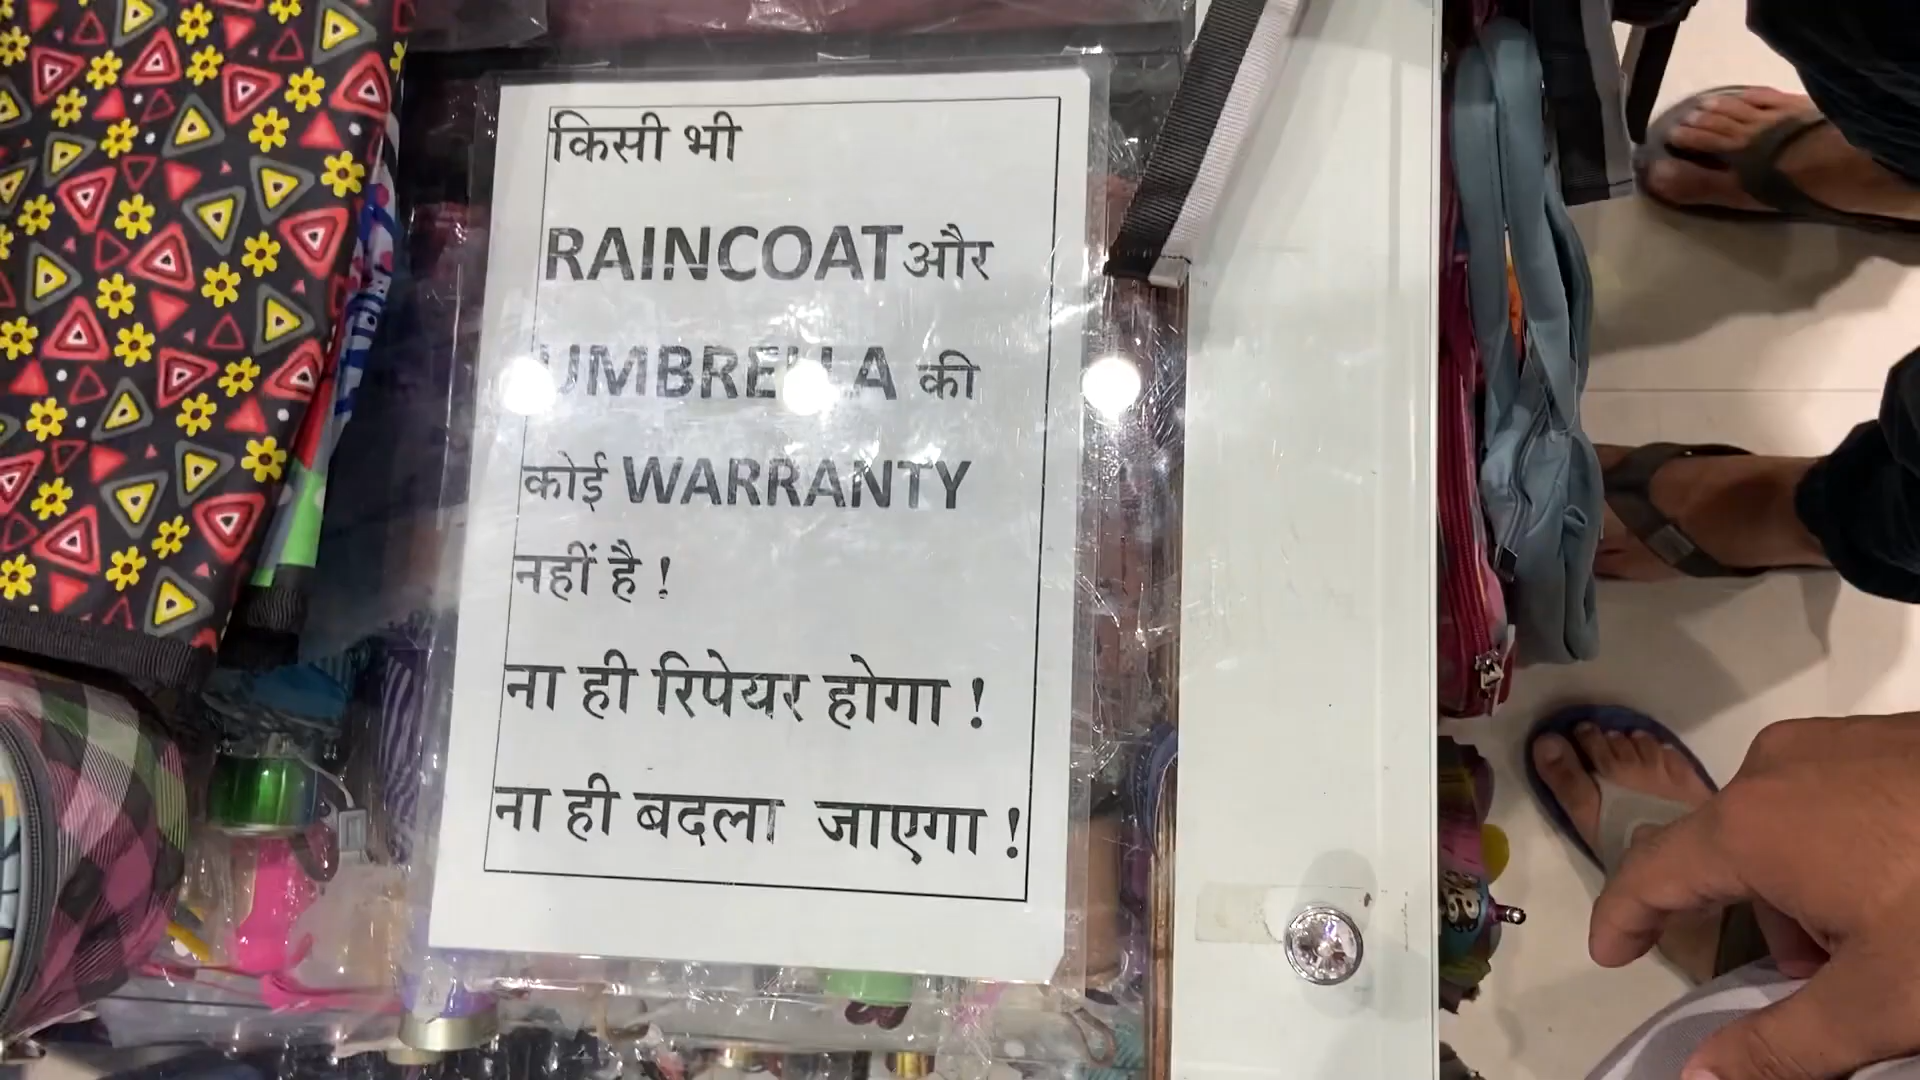 किसी भी
RAINCOAT और
UMBRELLA की
कोई WARRANTY
नहीं है !
ना ही रिपेयर होगा !
ना ही बदला जाएगा !